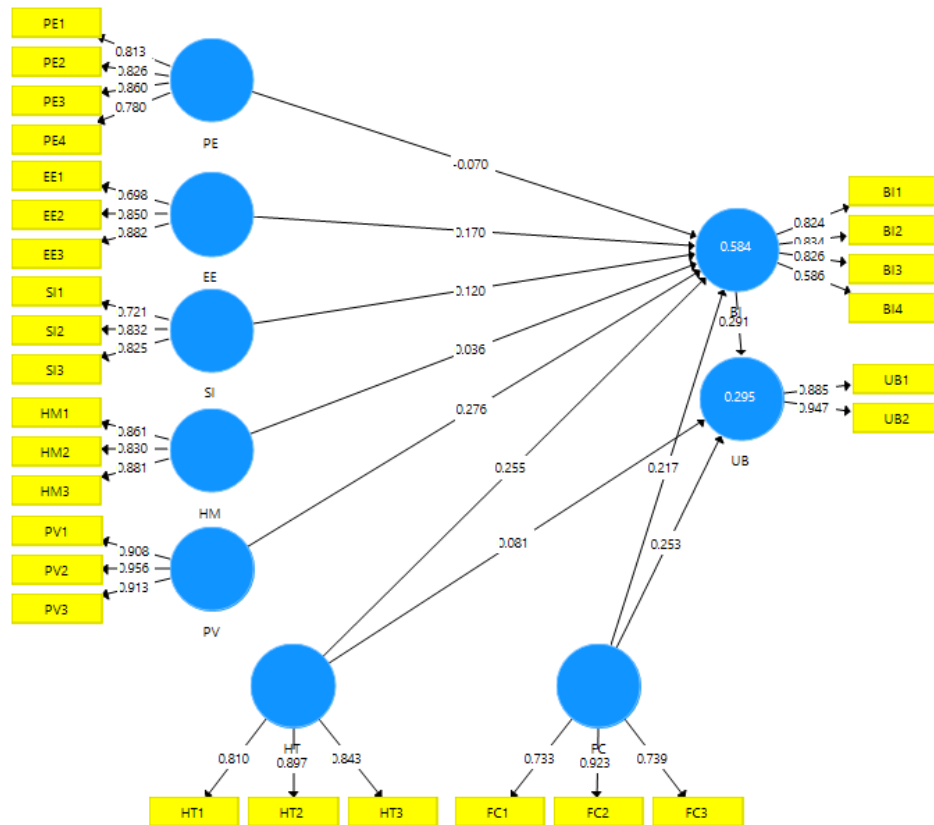 PE1
PE2
PE3
PE4
0.813
0.826
0.860
0.780
PE
-0.070
EE1
EE2
EE3
0.698
0.850
0.882
EE
0.170
SI1
SI2
SI3
0.721
0.832
0.825
SI
0.120
HM1
HM2
HM3
0.861
0.830
0.881
HM
0.036
PV1
PV2
PV3
0.908
0.956
0.913
PV
0.276
0.584
BI
0.824
0.834
0.826
0.586
BI1
BI2
BI3
BI4
0.291
0.295
UB
0.885
0.947
UB1
UB2
0.255
0.217
0.081
0.253
HT
0.810
0.897
0.843
HT1
HT2
HT3
FC
0.733
0.923
0.739
FC1
FC2
FC3